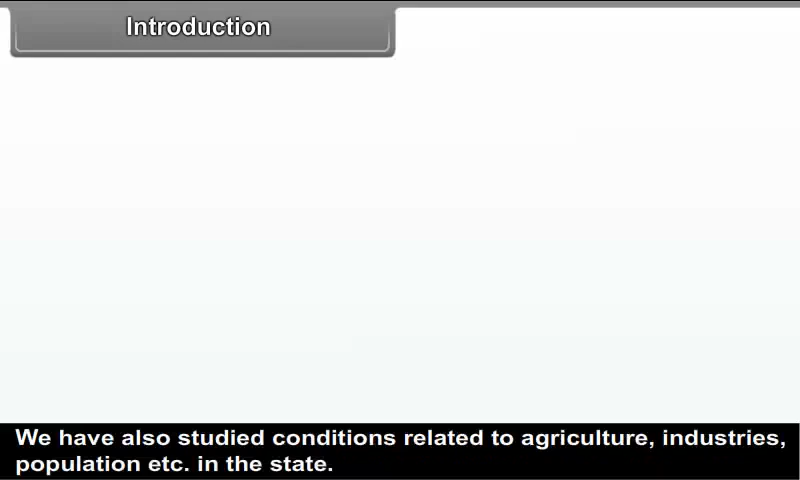 Introduction
We have also studied conditions related to agriculture, industries,
population etc. in the state.